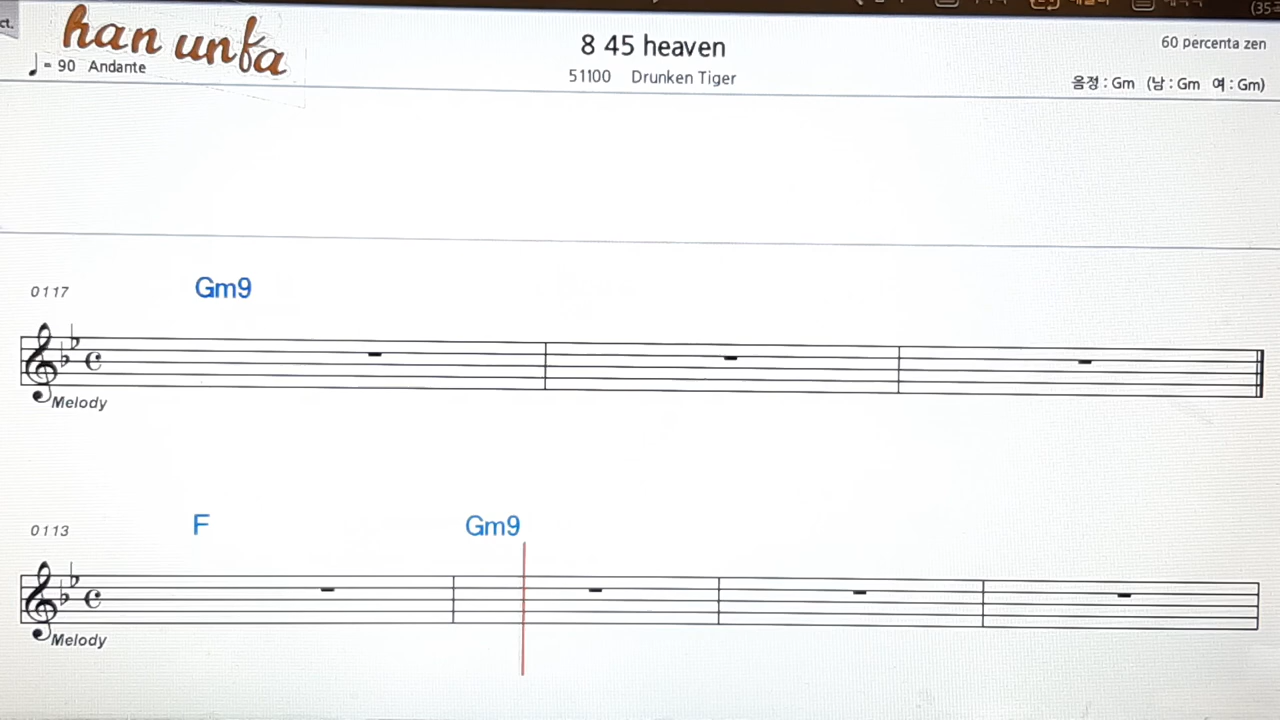 ct.
han unfa
8 45 heaven
60 percenta zen
♩= 90 Andante
51100 Drunken Tiger
음정 : Gm (남 : Gm 여 : Gm)
0117
Gm9
Melody
0113
F
Gm9
Melody